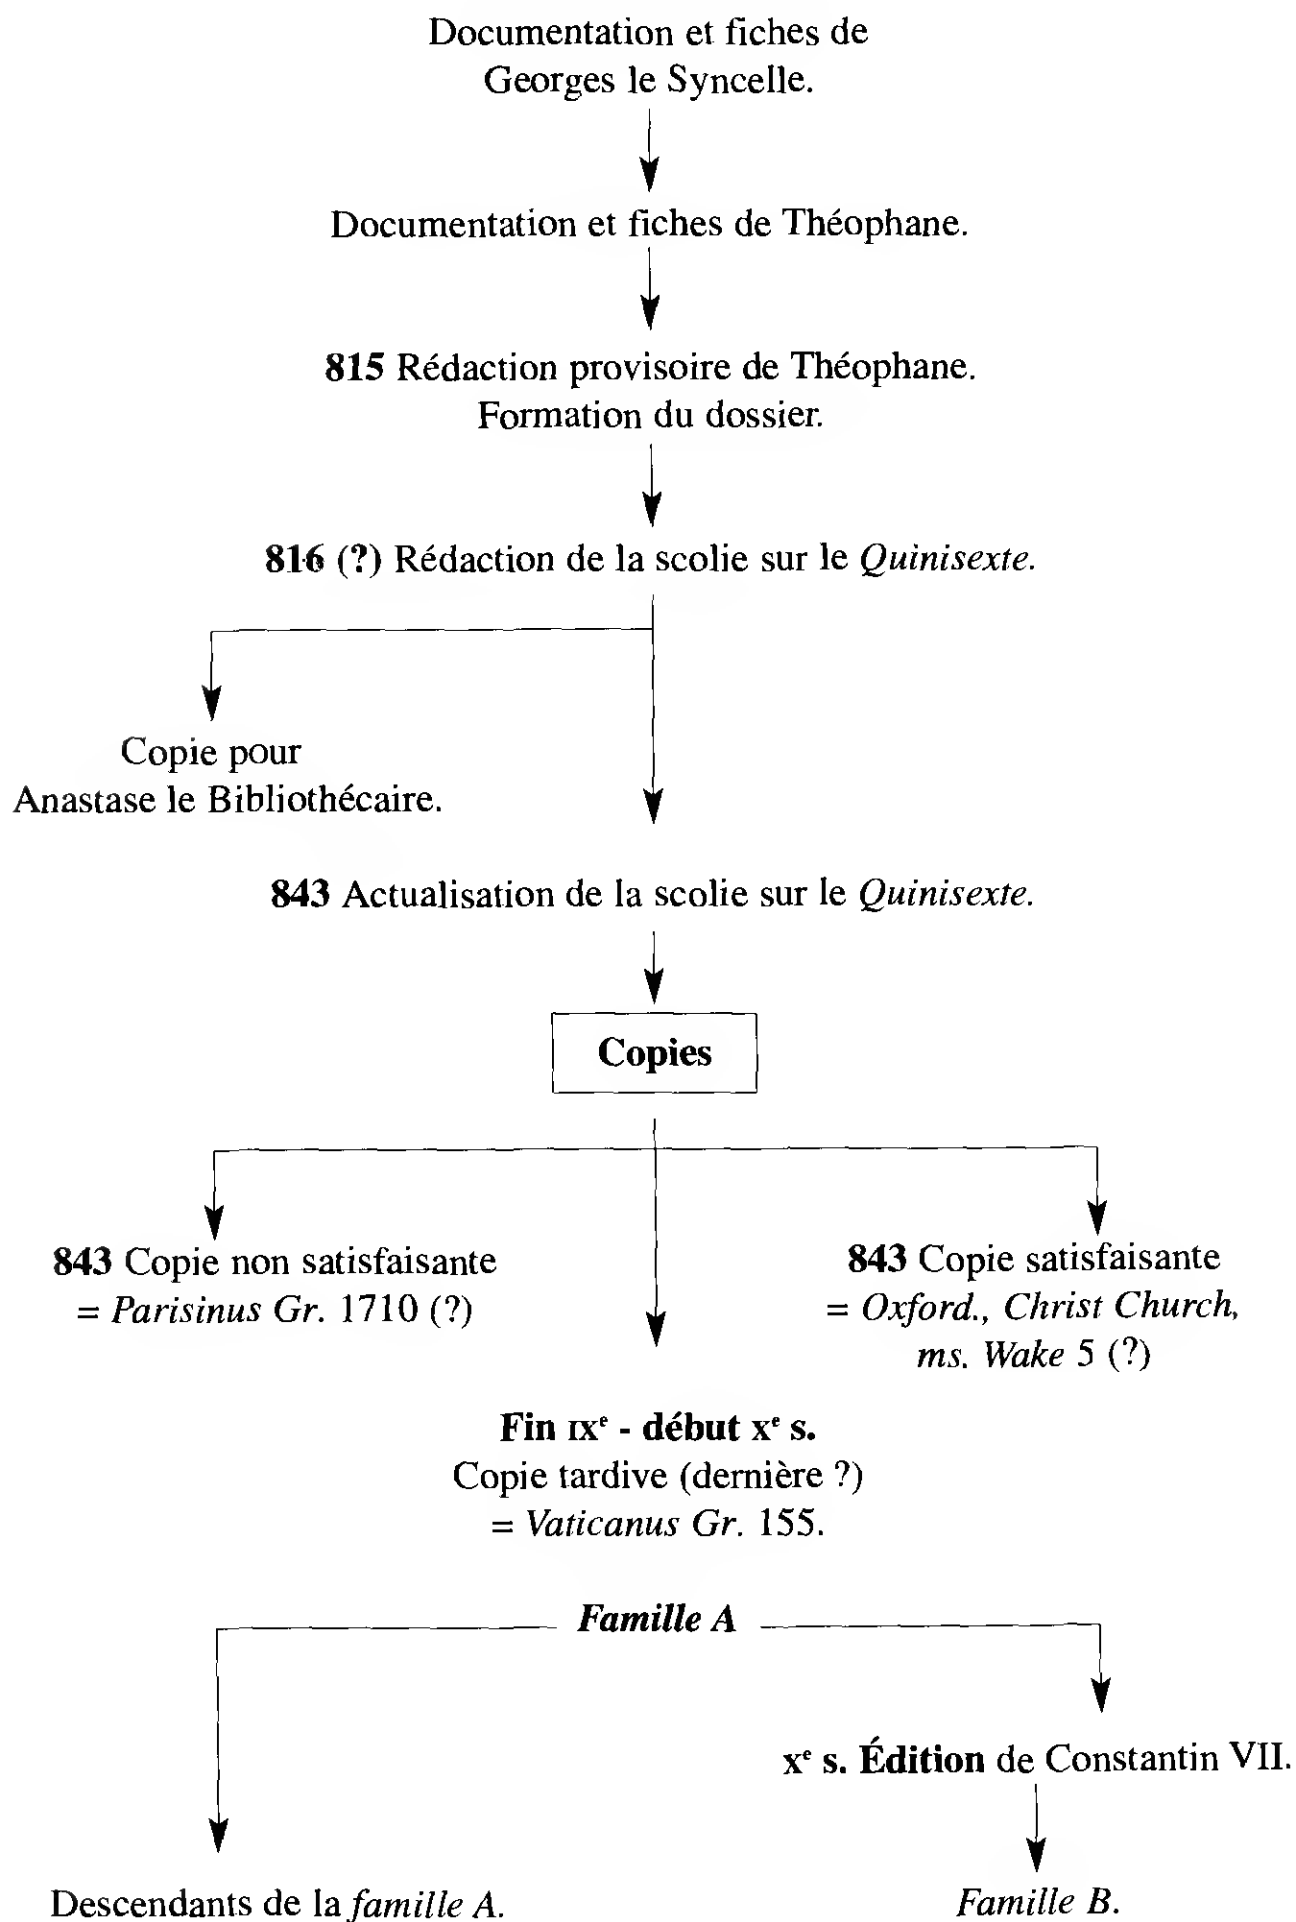 Documentation et fiches de
Georges le Syncelle.
Documentation et fiches de Théophane.
815 Rédaction provisoire de Théophane.
Formation du dossier.
816 (?) Rédaction de la scolie sur le Quinisexte.
Copie pour
Anastase le Bibliothécaire.
843 Actualisation de la scolie sur le Quinisexte.
Copies
843 Copie non satisfaisante
= Parisinus Gr. 1710 (?)
843 Copie satisfaisante
= Oxford., Christ Church,
ms. Wake 5 (?)
Fin IXᵉ - début Xᵉ s.
Copie tardive (dernière ?)
= Vaticanus Gr. 155.
Famille A
Xᵉ s. Édition de Constantin VII.
Descendants de la famille A.
Famille B.